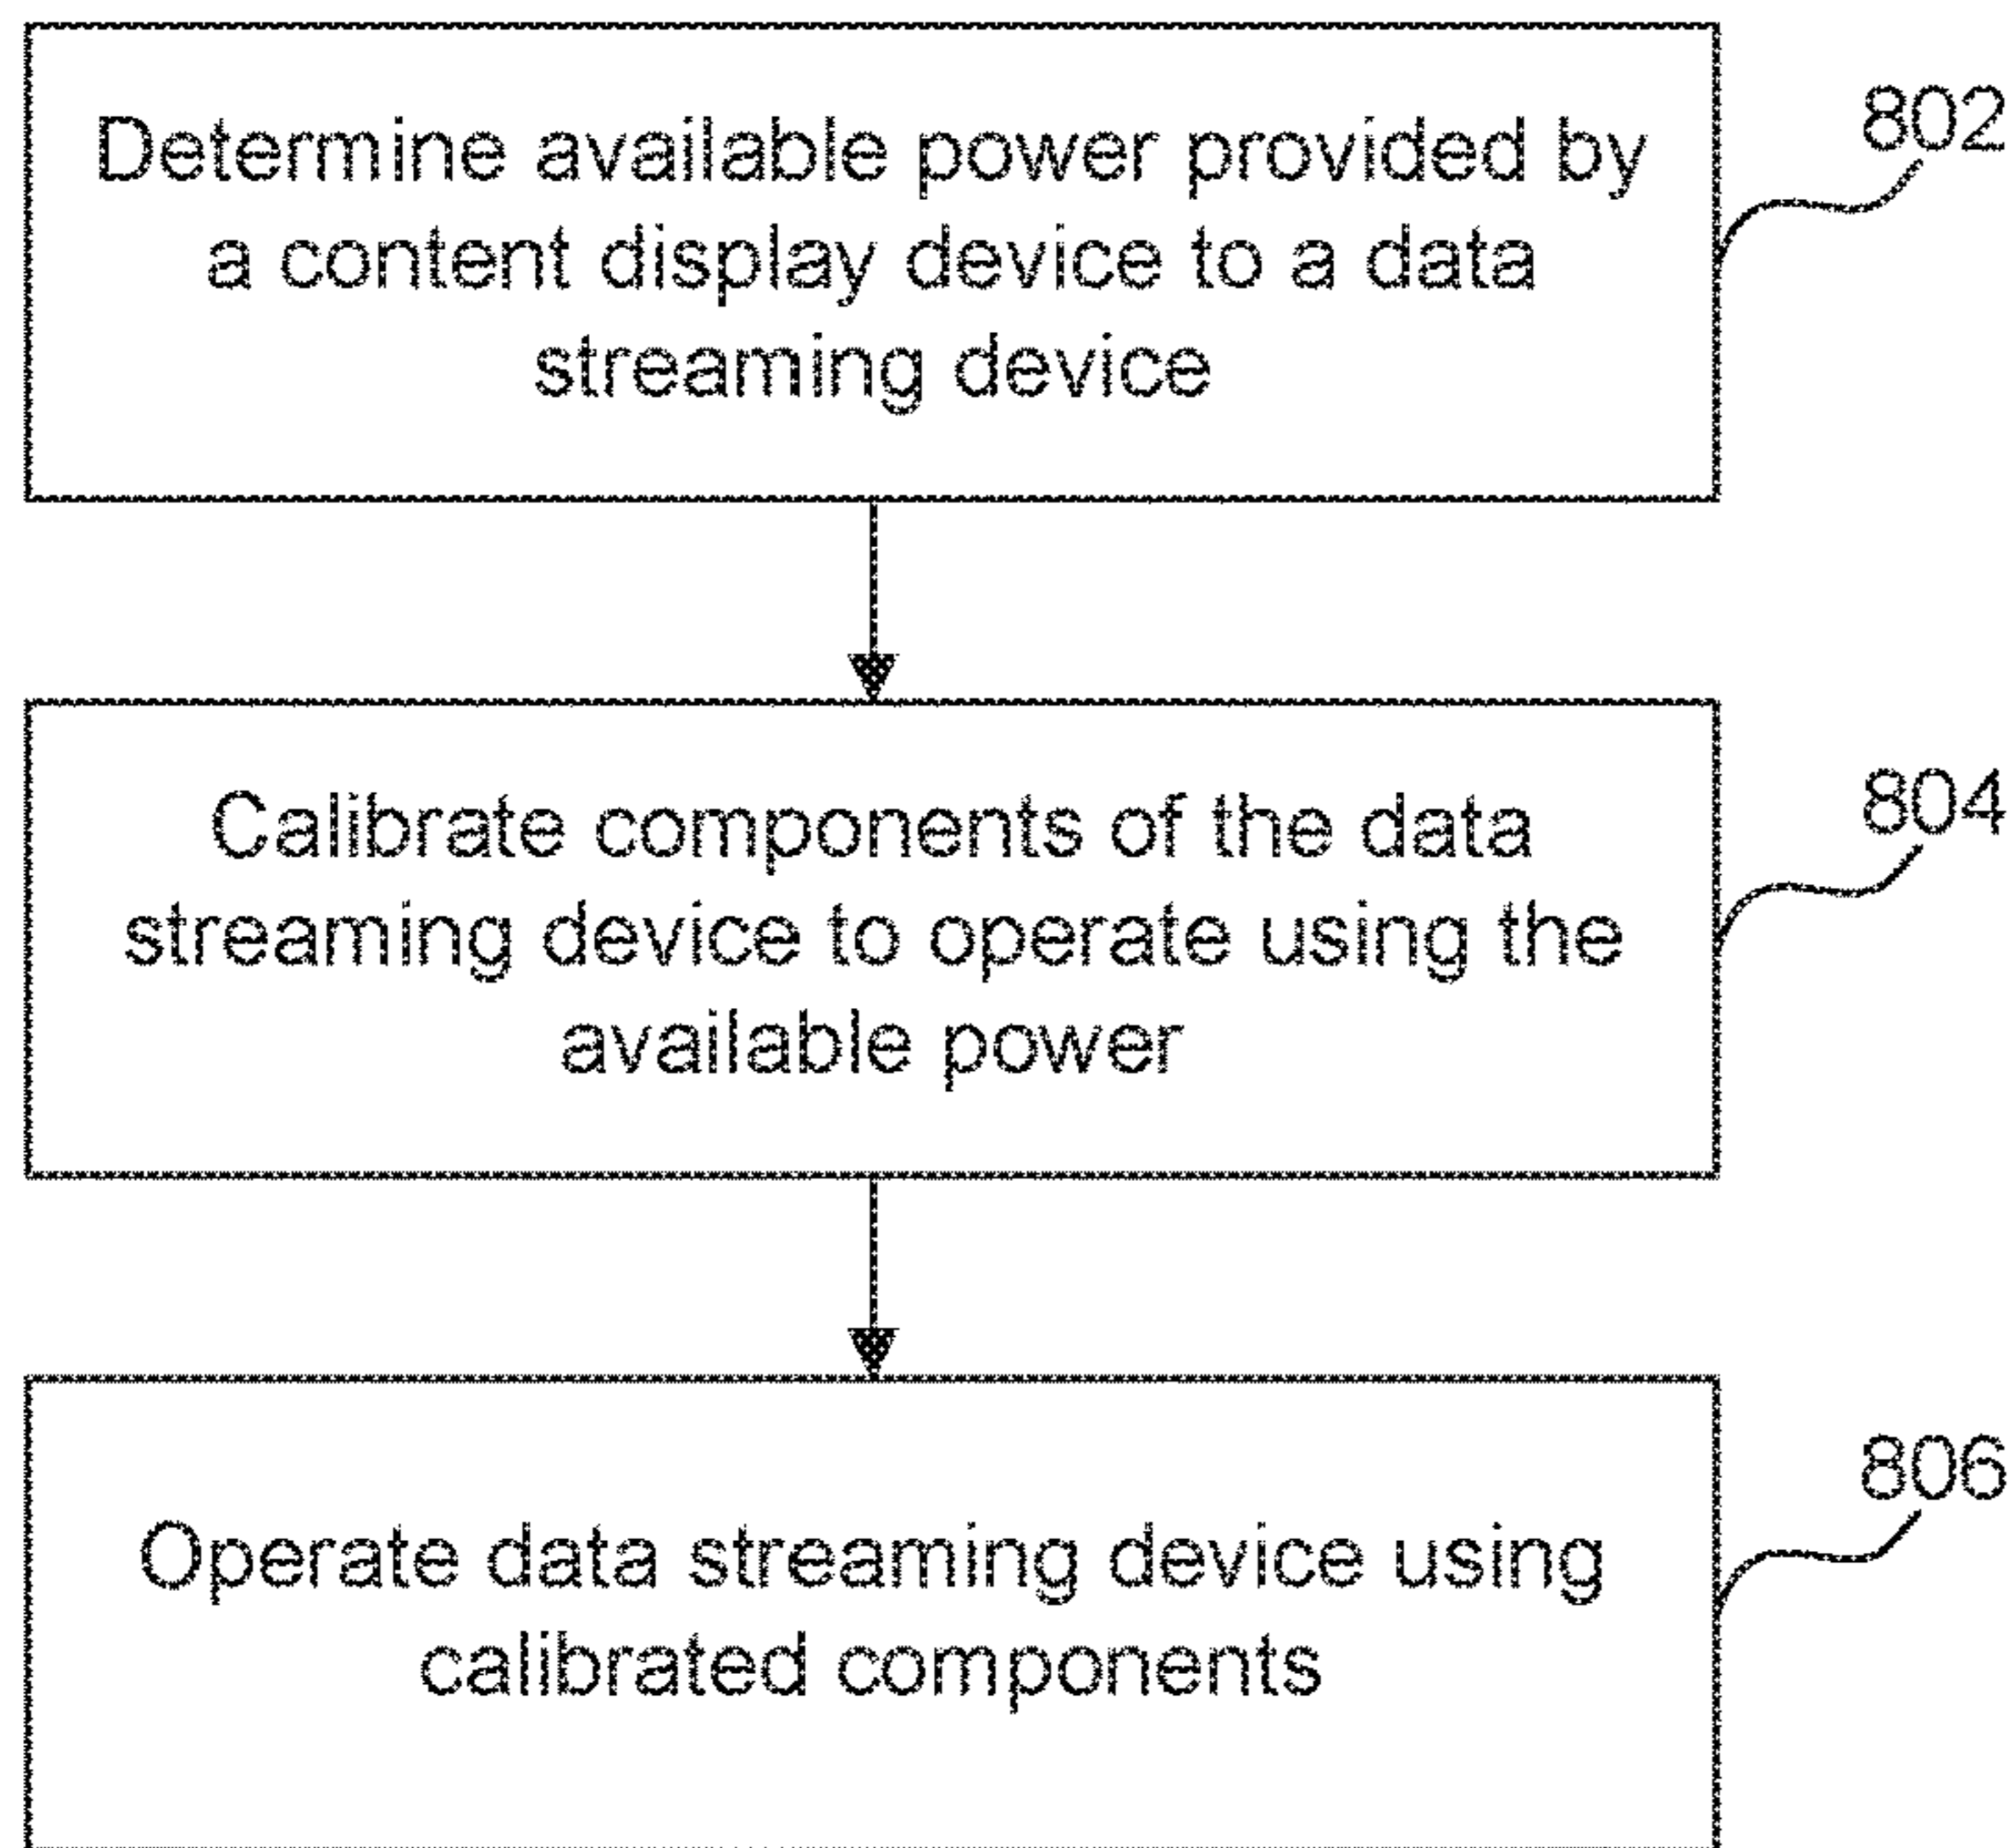 Determine available power provided by
a content display device to a data
streaming device
802
Calibrate components of the data
streaming device to operate using the
available power
804
Operate data streaming device using
calibrated components
806